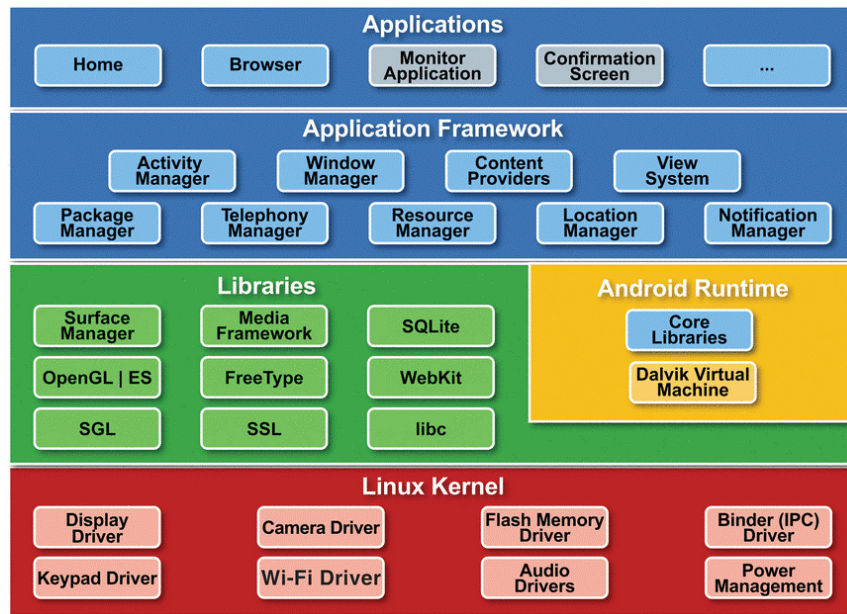 Applications
Home
Browser
Monitor
Application
Confirmation
Screen
...
Application Framework
Activity
Manager
Window
Manager
Content
Providers
View
System
Package
Manager
Telephony
Manager
Resource
Manager
Location
Manager
Notification
Manager
Libraries
Surface
Manager
Media
Framework
SQLite
OpenGL | ES
FreeType
WebKit
SGL
SSL
libc
Android Runtime
Core
Libraries
Dalvik Virtual
Machine
Linux Kernel
Display
Driver
Camera Driver
Flash Memory
Driver
Binder (IPC)
Driver
Keypad Driver
Wi-Fi Driver
Audio
Drivers
Power
Management